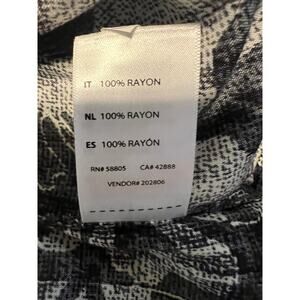 IT 100% RAYON
NL 100% RAYON
ES 100% RAYÓN
RN# 58805 CA# 42888
VENDOR# 202806